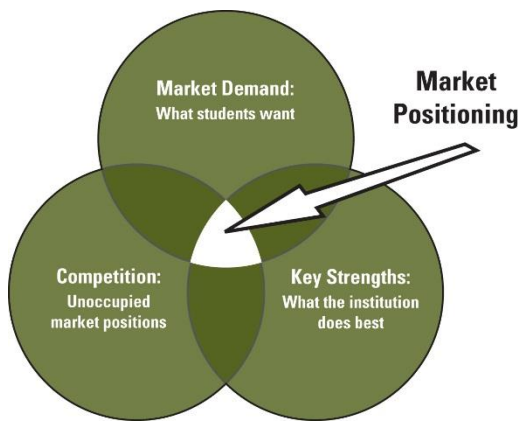 Market Demand:
What students want
Market
Positioning
Competition:
Unoccupied
market positions
Key Strengths:
What the institution
does best